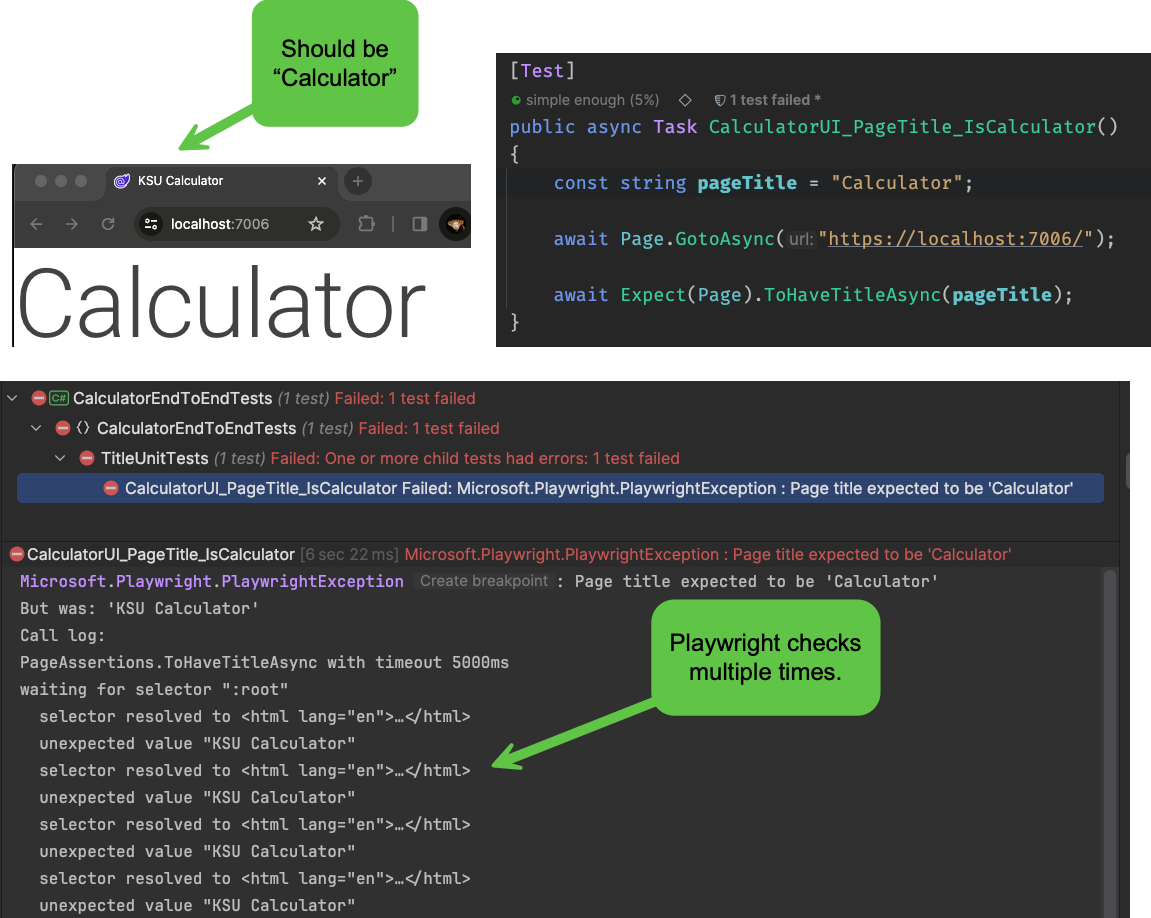 Should be
“Calculator”
KSU Calculator
localhost:7006
Calculator
[Test]
simple enough (5%) 1 test failed *
public async Task CalculatorUI_PageTitle_IsCalculator()
{
const string pageTitle = "Calculator";
await Page.GotoAsync(url: "https://localhost:7006/");
await Expect(Page).ToHaveTitleAsync(pageTitle);
}
C# CalculatorEndToEndTests (1 test) Failed: 1 test failed
CalculatorEndToEndTests (1 test) Failed: 1 test failed
TitleUnitTests (1 test) Failed: One or more child tests had errors: 1 test failed
CalculatorUI_PageTitle_IsCalculator Failed: Microsoft.Playwright.PlaywrightException : Page title expected to be 'Calculator'
CalculatorUI_PageTitle_IsCalculator [6 sec 22 ms] Microsoft.Playwright.PlaywrightException : Page title expected to be 'Calculator'
Microsoft.Playwright.PlaywrightException Create breakpoint : Page title expected to be 'Calculator'
But was: 'KSU Calculator'
Call log:
PageAssertions.ToHaveTitleAsync with timeout 5000ms
waiting for selector ":root"
selector resolved to <html lang="en">…</html>
unexpected value "KSU Calculator"
selector resolved to <html lang="en">…</html>
unexpected value "KSU Calculator"
selector resolved to <html lang="en">…</html>
unexpected value "KSU Calculator"
selector resolved to <html lang="en">…</html>
unexpected value "KSU Calculator"
Playwright checks
multiple times.